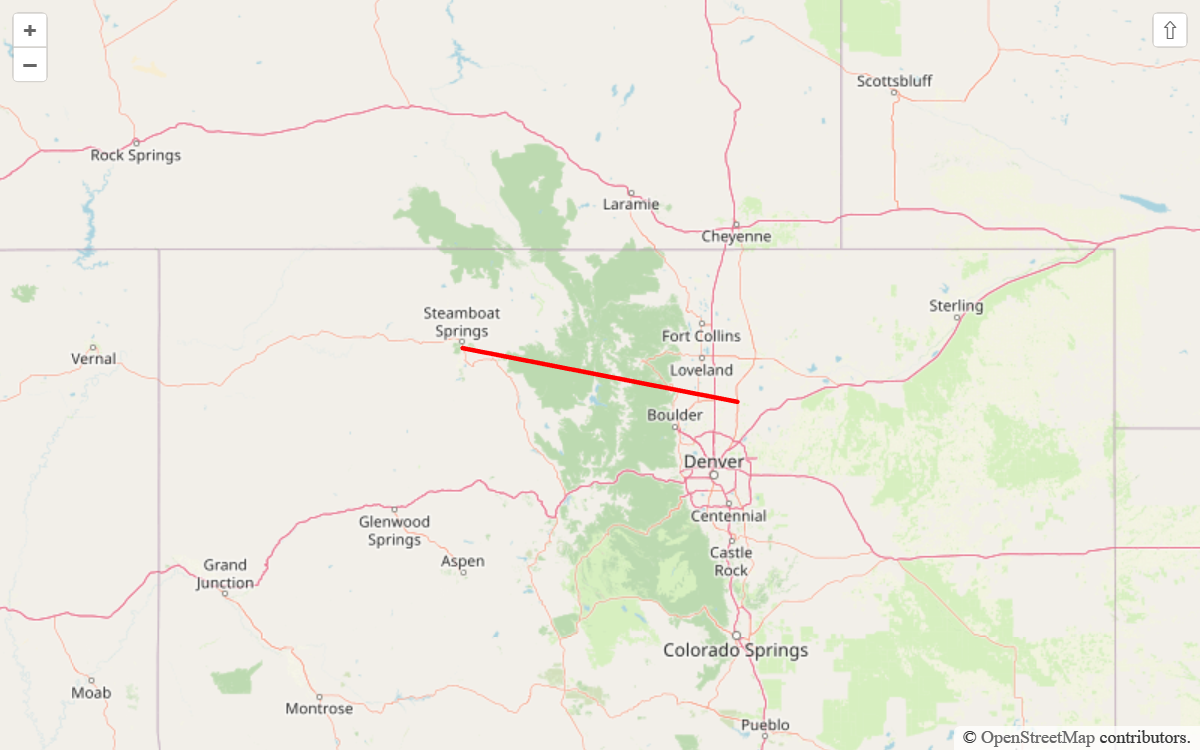 +
−
⇧
Scottsbluff
Rock Springs
Laramie
Cheyenne
Steamboat
Springs
Sterling
Fort Collins
Vernal
Loveland
Boulder
Denver
Centennial
Glenwood
Springs
Castle
Rock
Aspen
Grand
Junction
Colorado Springs
Moab
Montrose
Pueblo
© OpenStreetMap contributors.